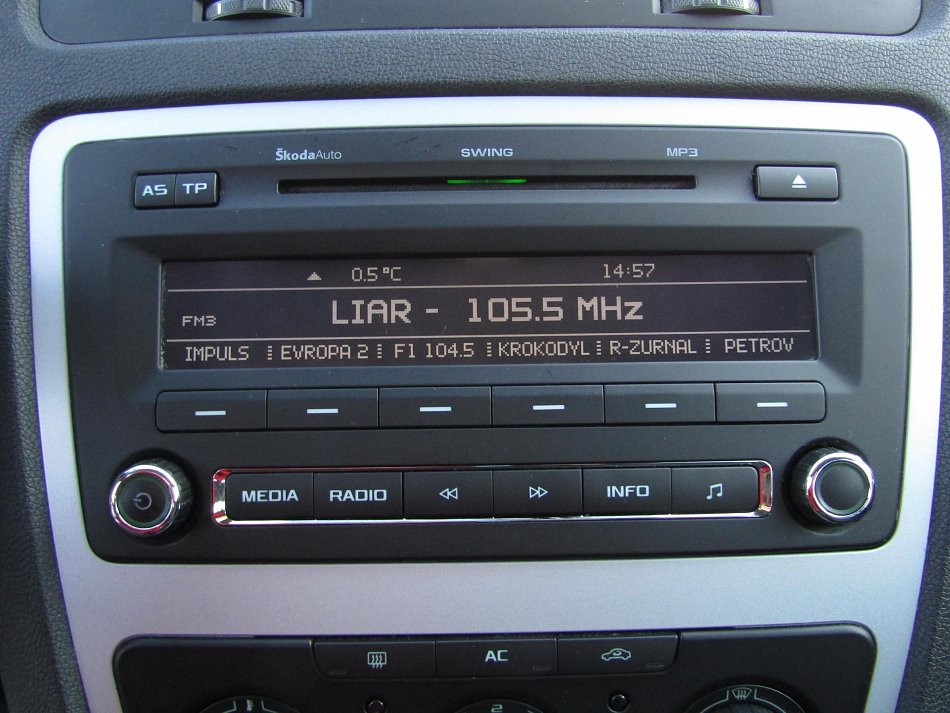 ŠkodaAuto SWING MP3
AS TP
0.5°C 14:57
FM3 LIAR - 105.5 MHz
IMPULS EVROPA 2 F1 104.5 KROKODYL R-ZURNAL PETROV
MEDIA RADIO INFO
AC
2